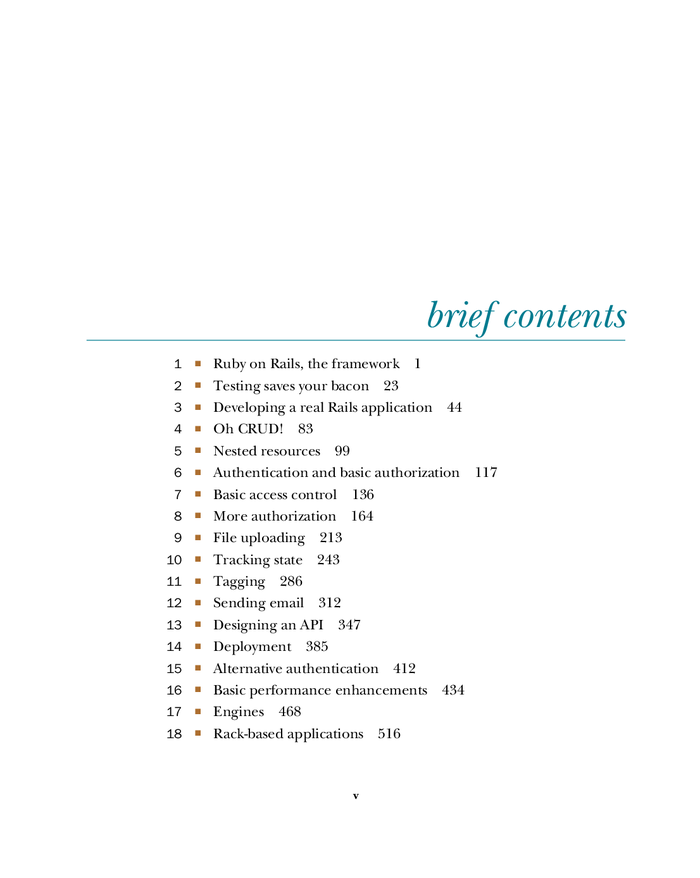 brief contents
1 ■ Ruby on Rails, the framework 1
2 ■ Testing saves your bacon 23
3 ■ Developing a real Rails application 44
4 ■ Oh CRUD! 83
5 ■ Nested resources 99
6 ■ Authentication and basic authorization 117
7 ■ Basic access control 136
8 ■ More authorization 164
9 ■ File uploading 213
10 ■ Tracking state 243
11 ■ Tagging 286
12 ■ Sending email 312
13 ■ Designing an API 347
14 ■ Deployment 385
15 ■ Alternative authentication 412
16 ■ Basic performance enhancements 434
17 ■ Engines 468
18 ■ Rack-based applications 516
v